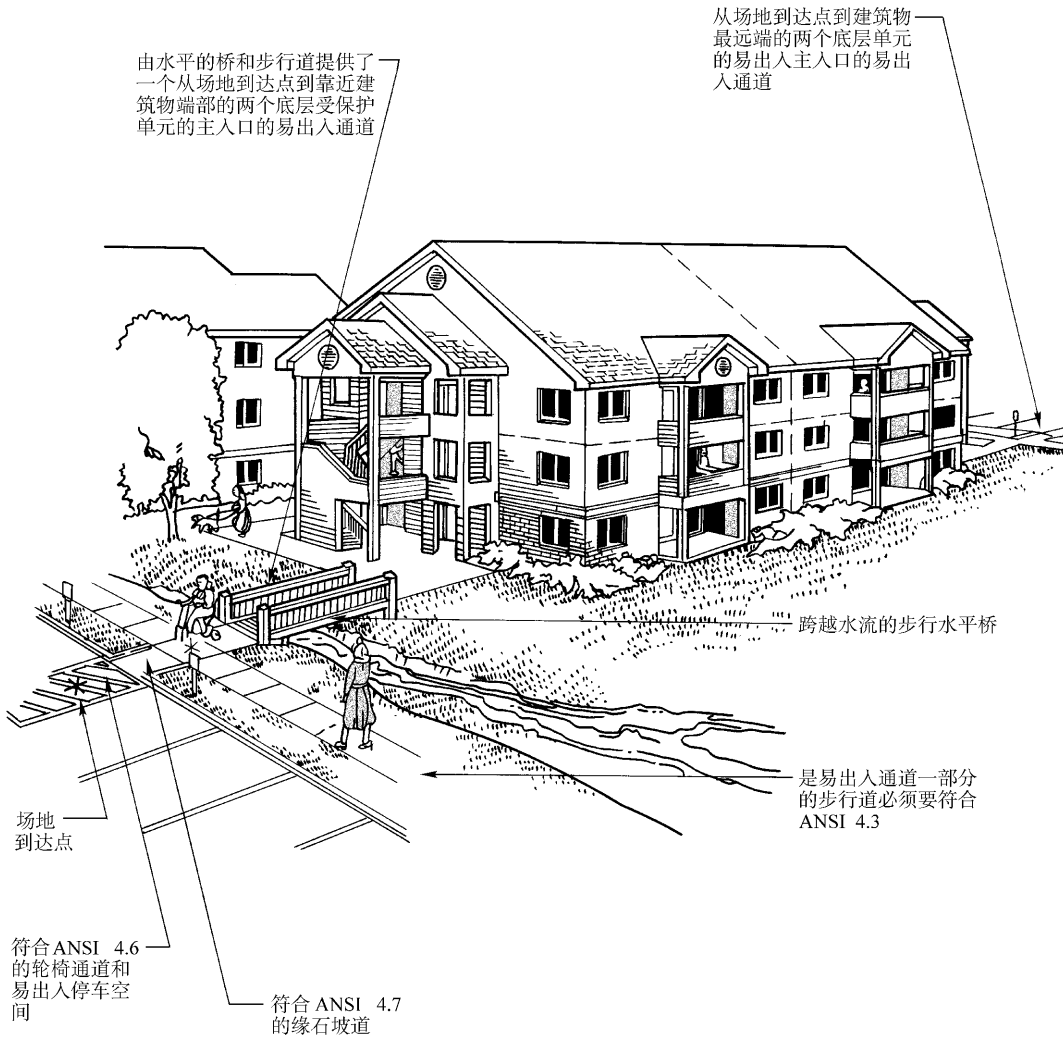 从场地到达点到建筑物
最远端的两个底层单元
的易出入主入口的易出
入通道
由水平的桥和步行道提供了
一个从场地到达点到靠近建
筑物端部的两个底层受保护
单元的主入口的易出入通道
跨越水流的步行水平桥
是易出入通道一部分
的步行道必须要符合
ANSI 4.3
场地
到达点
符合ANSI 4.6
的轮椅通道和
易出入停车空
间
符合 ANSI 4.7
的缘石坡道